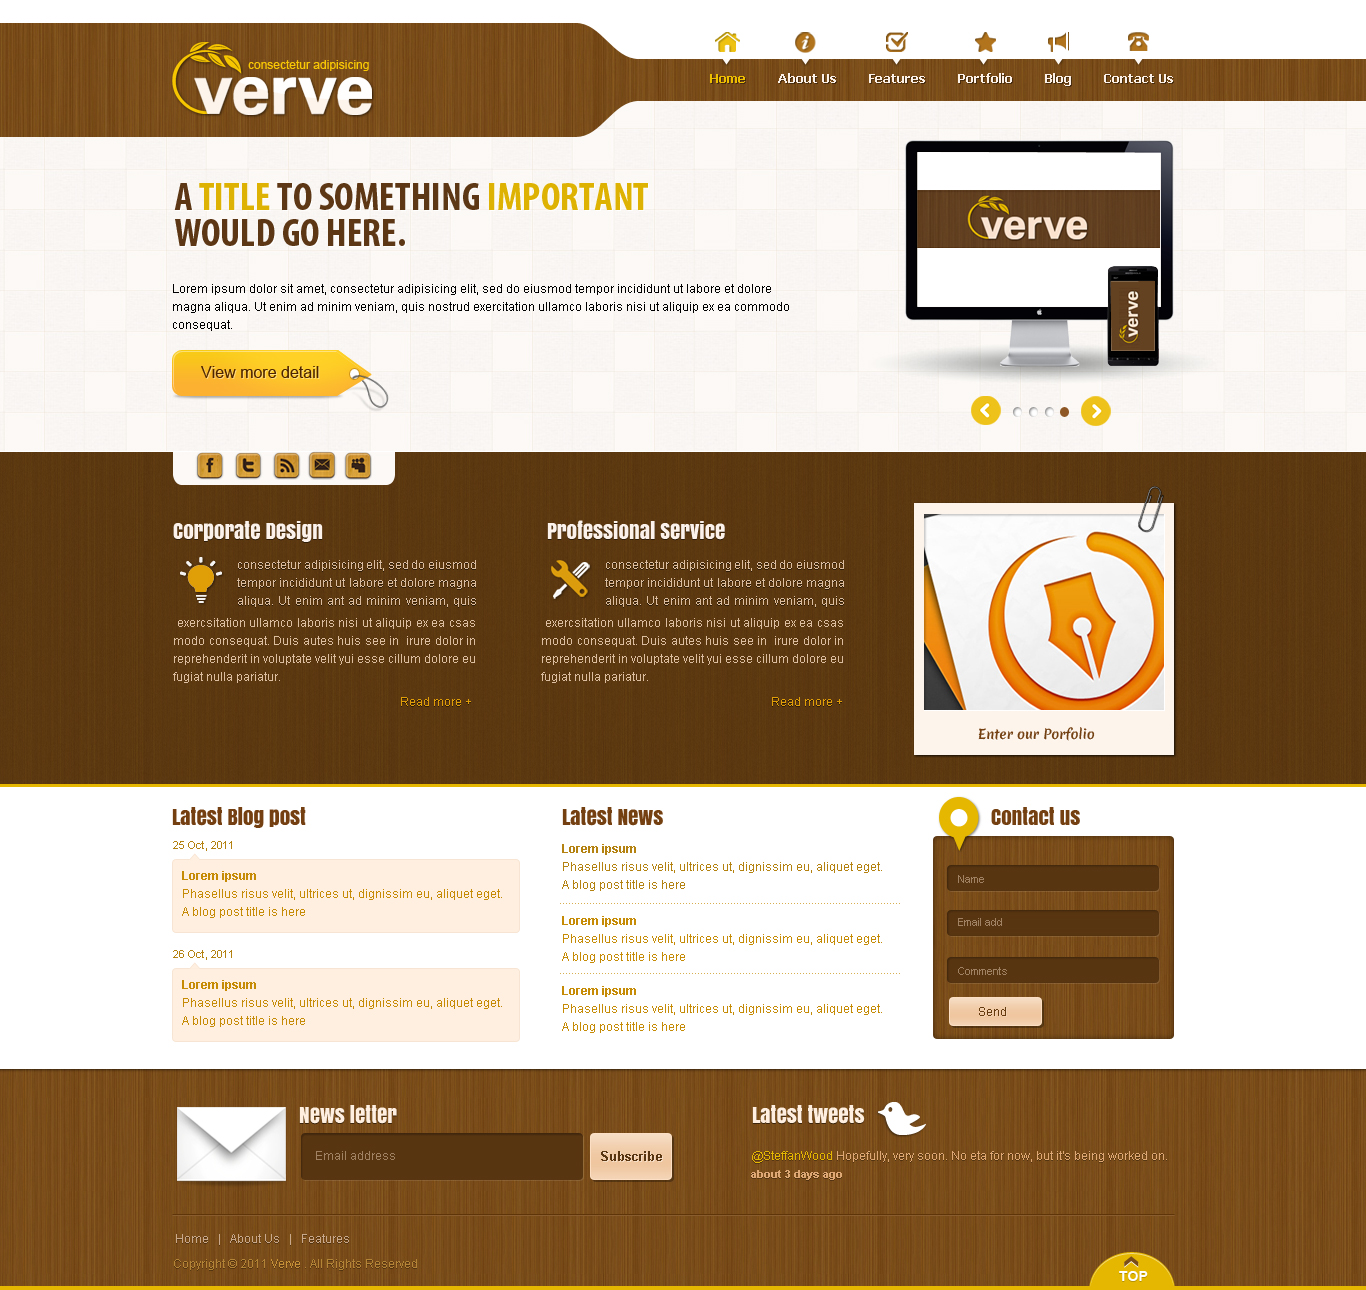 consectetur adipisicing
verve
Home
About Us
Features
Portfolio
Blog
Contact Us
A TITLE TO SOMETHING IMPORTANT
WOULD GO HERE.
Lorem ipsum dolor sit amet, consectetur adipisicing elit, sed do eiusmod tempor incididunt ut labore et dolore
magna aliqua. Ut enim ad minim veniam, quis nostrud exercitation ullamco laboris nisi ut aliquip ex ea commodo
consequat.
View more detail
verve
verve
Corporate Design
consectetur adipisicing elit, sed do eiusmod
tempor incididunt ut labore et dolore magna
aliqua. Ut enim ant ad minim veniam, quis
exercsitation ullamco laboris nisi ut aliquip ex ea csas
modo consequat. Duis autes huis see in irure dolor in
reprehenderit in voluptate velit yui esse cillum dolore eu
fugiat nulla pariatur.
Read more +
Professional Service
consectetur adipisicing elit, sed do eiusmod
tempor incididunt ut labore et dolore magna
aliqua. Ut enim ant ad minim veniam, quis
exercsitation ullamco laboris nisi ut aliquip ex ea csas
modo consequat. Duis autes huis see in irure dolor in
reprehenderit in voluptate velit yui esse cillum dolore eu
fugiat nulla pariatur.
Read more +
Enter our Porfolio
Latest Blog post
25 Oct, 2011
Lorem ipsum
Phasellus risus velit, ultrices ut, dignissim eu, aliquet eget.
A blog post title is here
26 Oct, 2011
Lorem ipsum
Phasellus risus velit, ultrices ut, dignissim eu, aliquet eget.
A blog post title is here
Latest News
Lorem ipsum
Phasellus risus velit, ultrices ut, dignissim eu, aliquet eget.
A blog post title is here
Lorem ipsum
Phasellus risus velit, ultrices ut, dignissim eu, aliquet eget.
A blog post title is here
Lorem ipsum
Phasellus risus velit, ultrices ut, dignissim eu, aliquet eget.
A blog post title is here
Contact us
Name
Email add
Comments
Send
News letter
Email address
Subscribe
Latest tweets
@SteffanWood Hopefully, very soon. No eta for now, but it's being worked on.
about 3 days ago
Home | About Us | Features
Copyright © 2011 Verve . All Rights Reserved
TOP